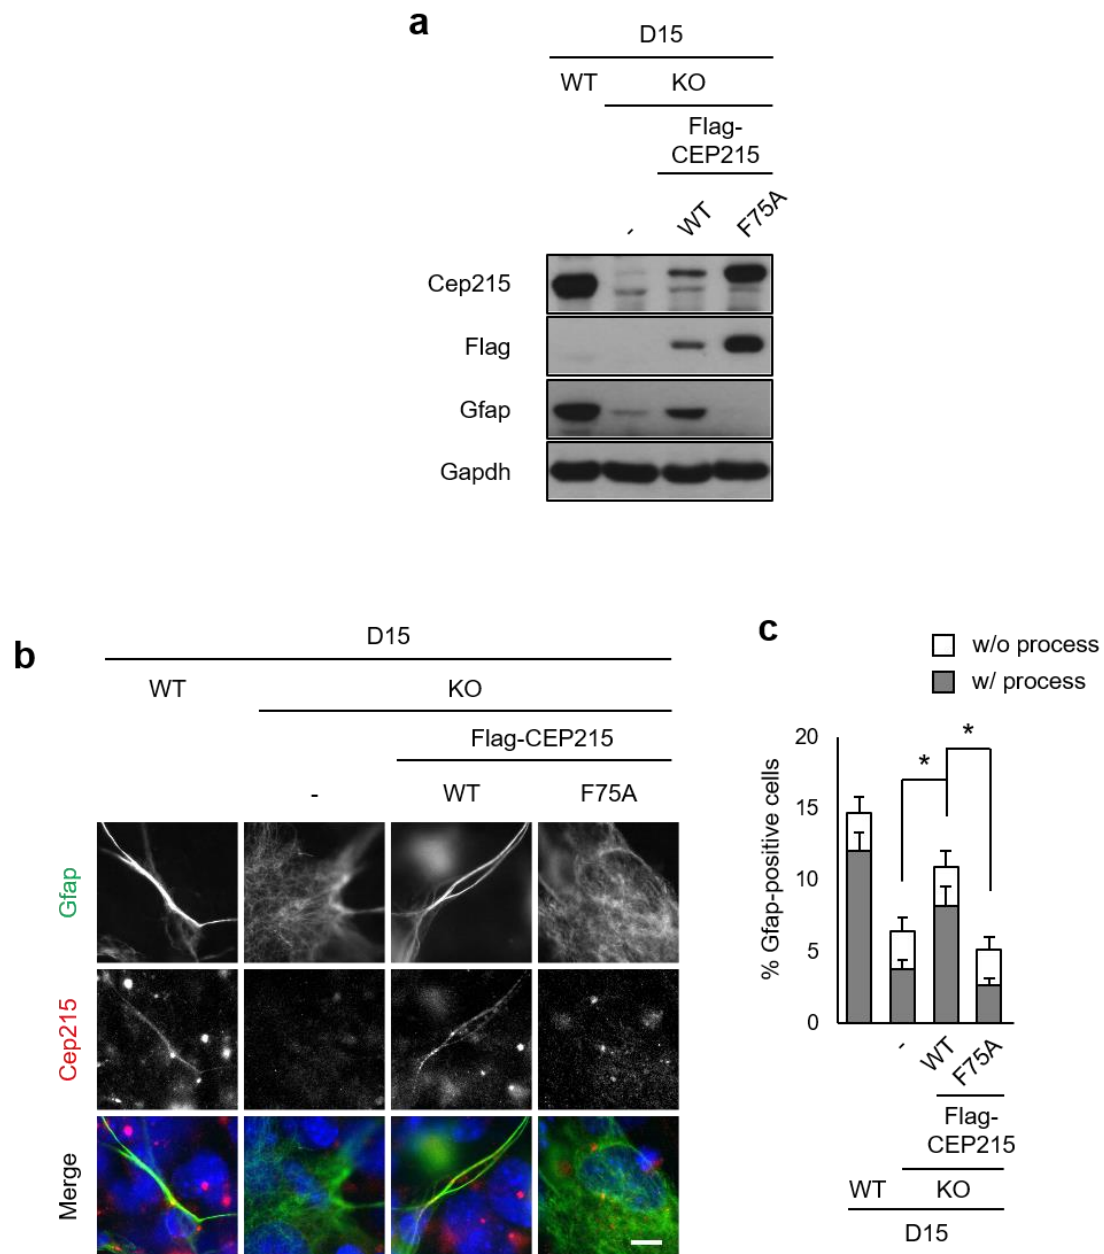 a
D15
WT
KO
Flag-
CEP215
-
WT
F75A
Cep215
Flag
Gfap
Gapdh
b
D15
WT
KO
Flag-CEP215
-
WT
F75A
Gfap
Cep215
Merge
c
w/o process
w/ process
% Gfap-positive cells
20
15
10
5
0
*
*
-
WT
F75A
Flag-
CEP215
WT
KO
D15